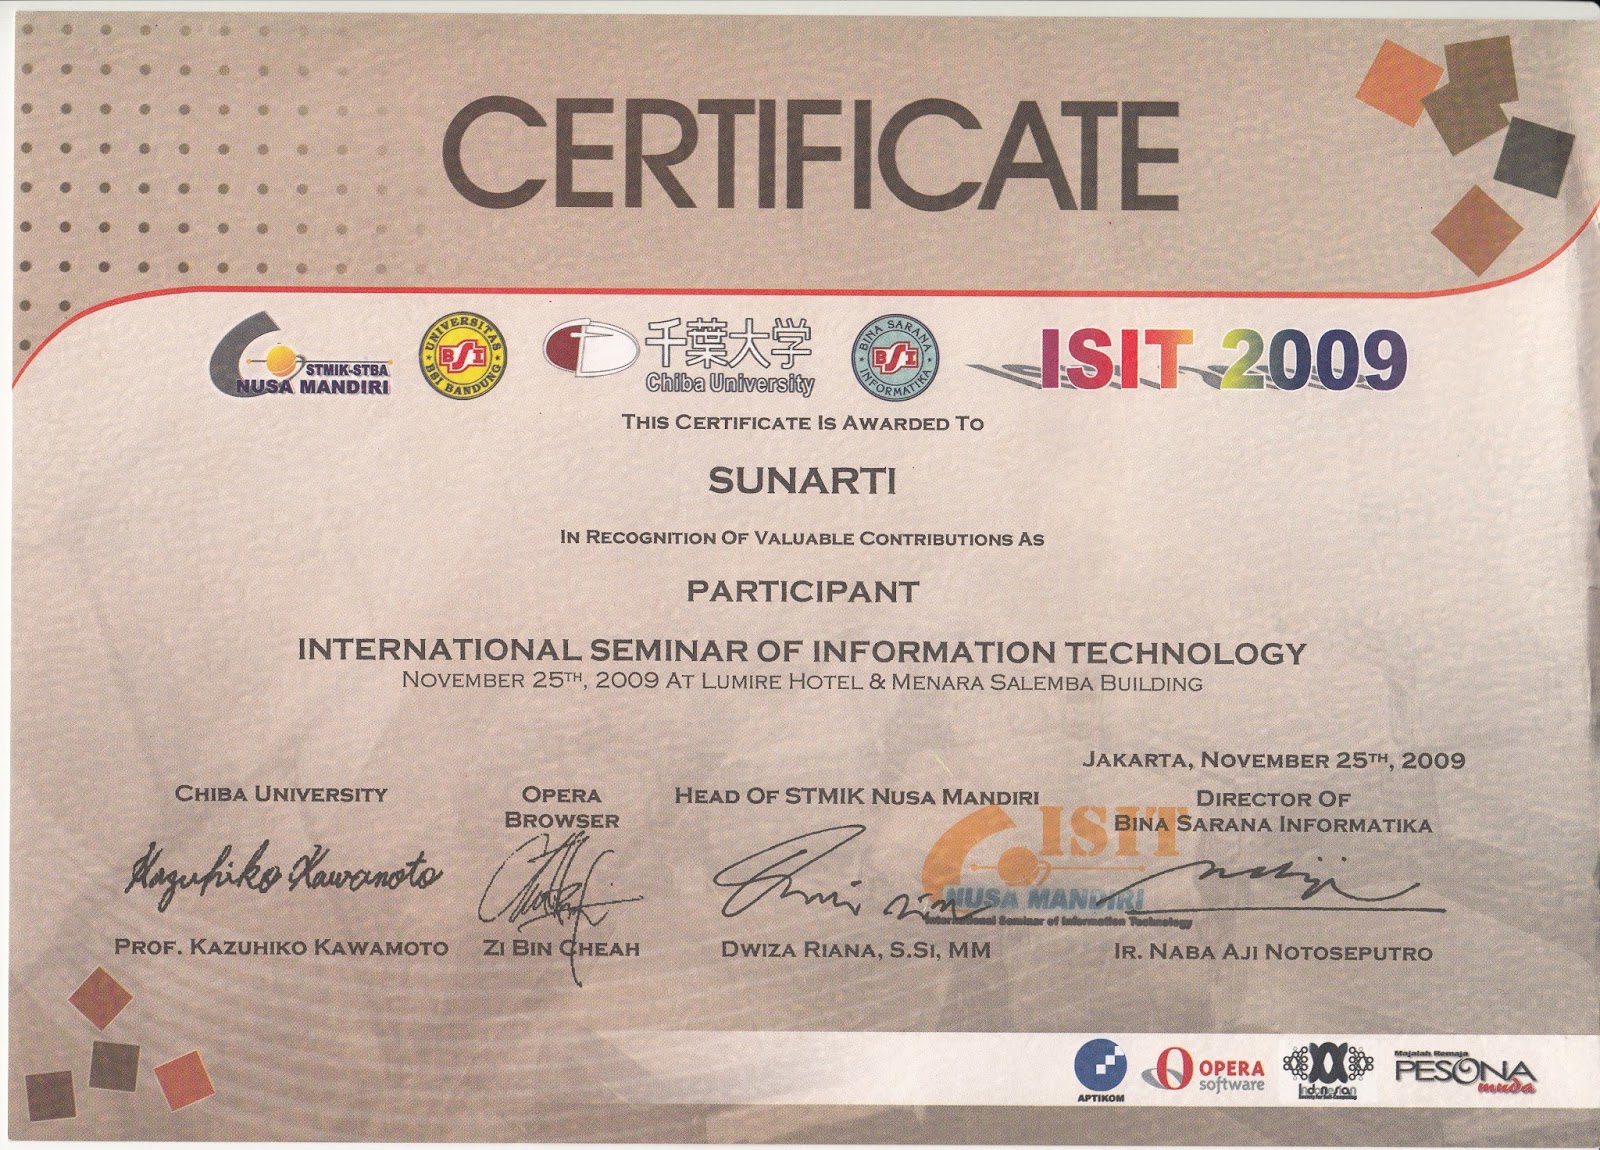 CERTIFICATE
STMIK-STBA
NUSA MANDIRI
UNIVERSITAS
BSI
BSI BANDUNG
千葉大学
Chiba University
BINA SARANA
BSI
INFORMATIKA
ISIT 2009
THIS CERTIFICATE IS AWARDED TO
SUNARTI
IN RECOGNITION OF VALUABLE CONTRIBUTIONS AS
PARTICIPANT
INTERNATIONAL SEMINAR OF INFORMATION TECHNOLOGY
NOVEMBER 25TH, 2009 AT LUMIRE HOTEL & MENARA SALEMBA BUILDING
JAKARTA, NOVEMBER 25TH, 2009
CHIBA UNIVERSITY
OPERA
BROWSER
HEAD OF STMIK NUSA MANDIRI
DIRECTOR OF
BINA SARANA INFORMATIKA
ISIT
NUSA MANDIRI
International Seminar of Information Technology
Kazuhiko Kawamoto
PROF. KAZUHIKO KAWAMOTO
ZI BIN CHEAH
DWIZA RIANA, S.SI, MM
IR. NABA AJI NOTOSEPUTRO
APTIKOM
OPERA
software
Indonesian
Society for Soft Computing
Majalah Remaja
PESONA
muda